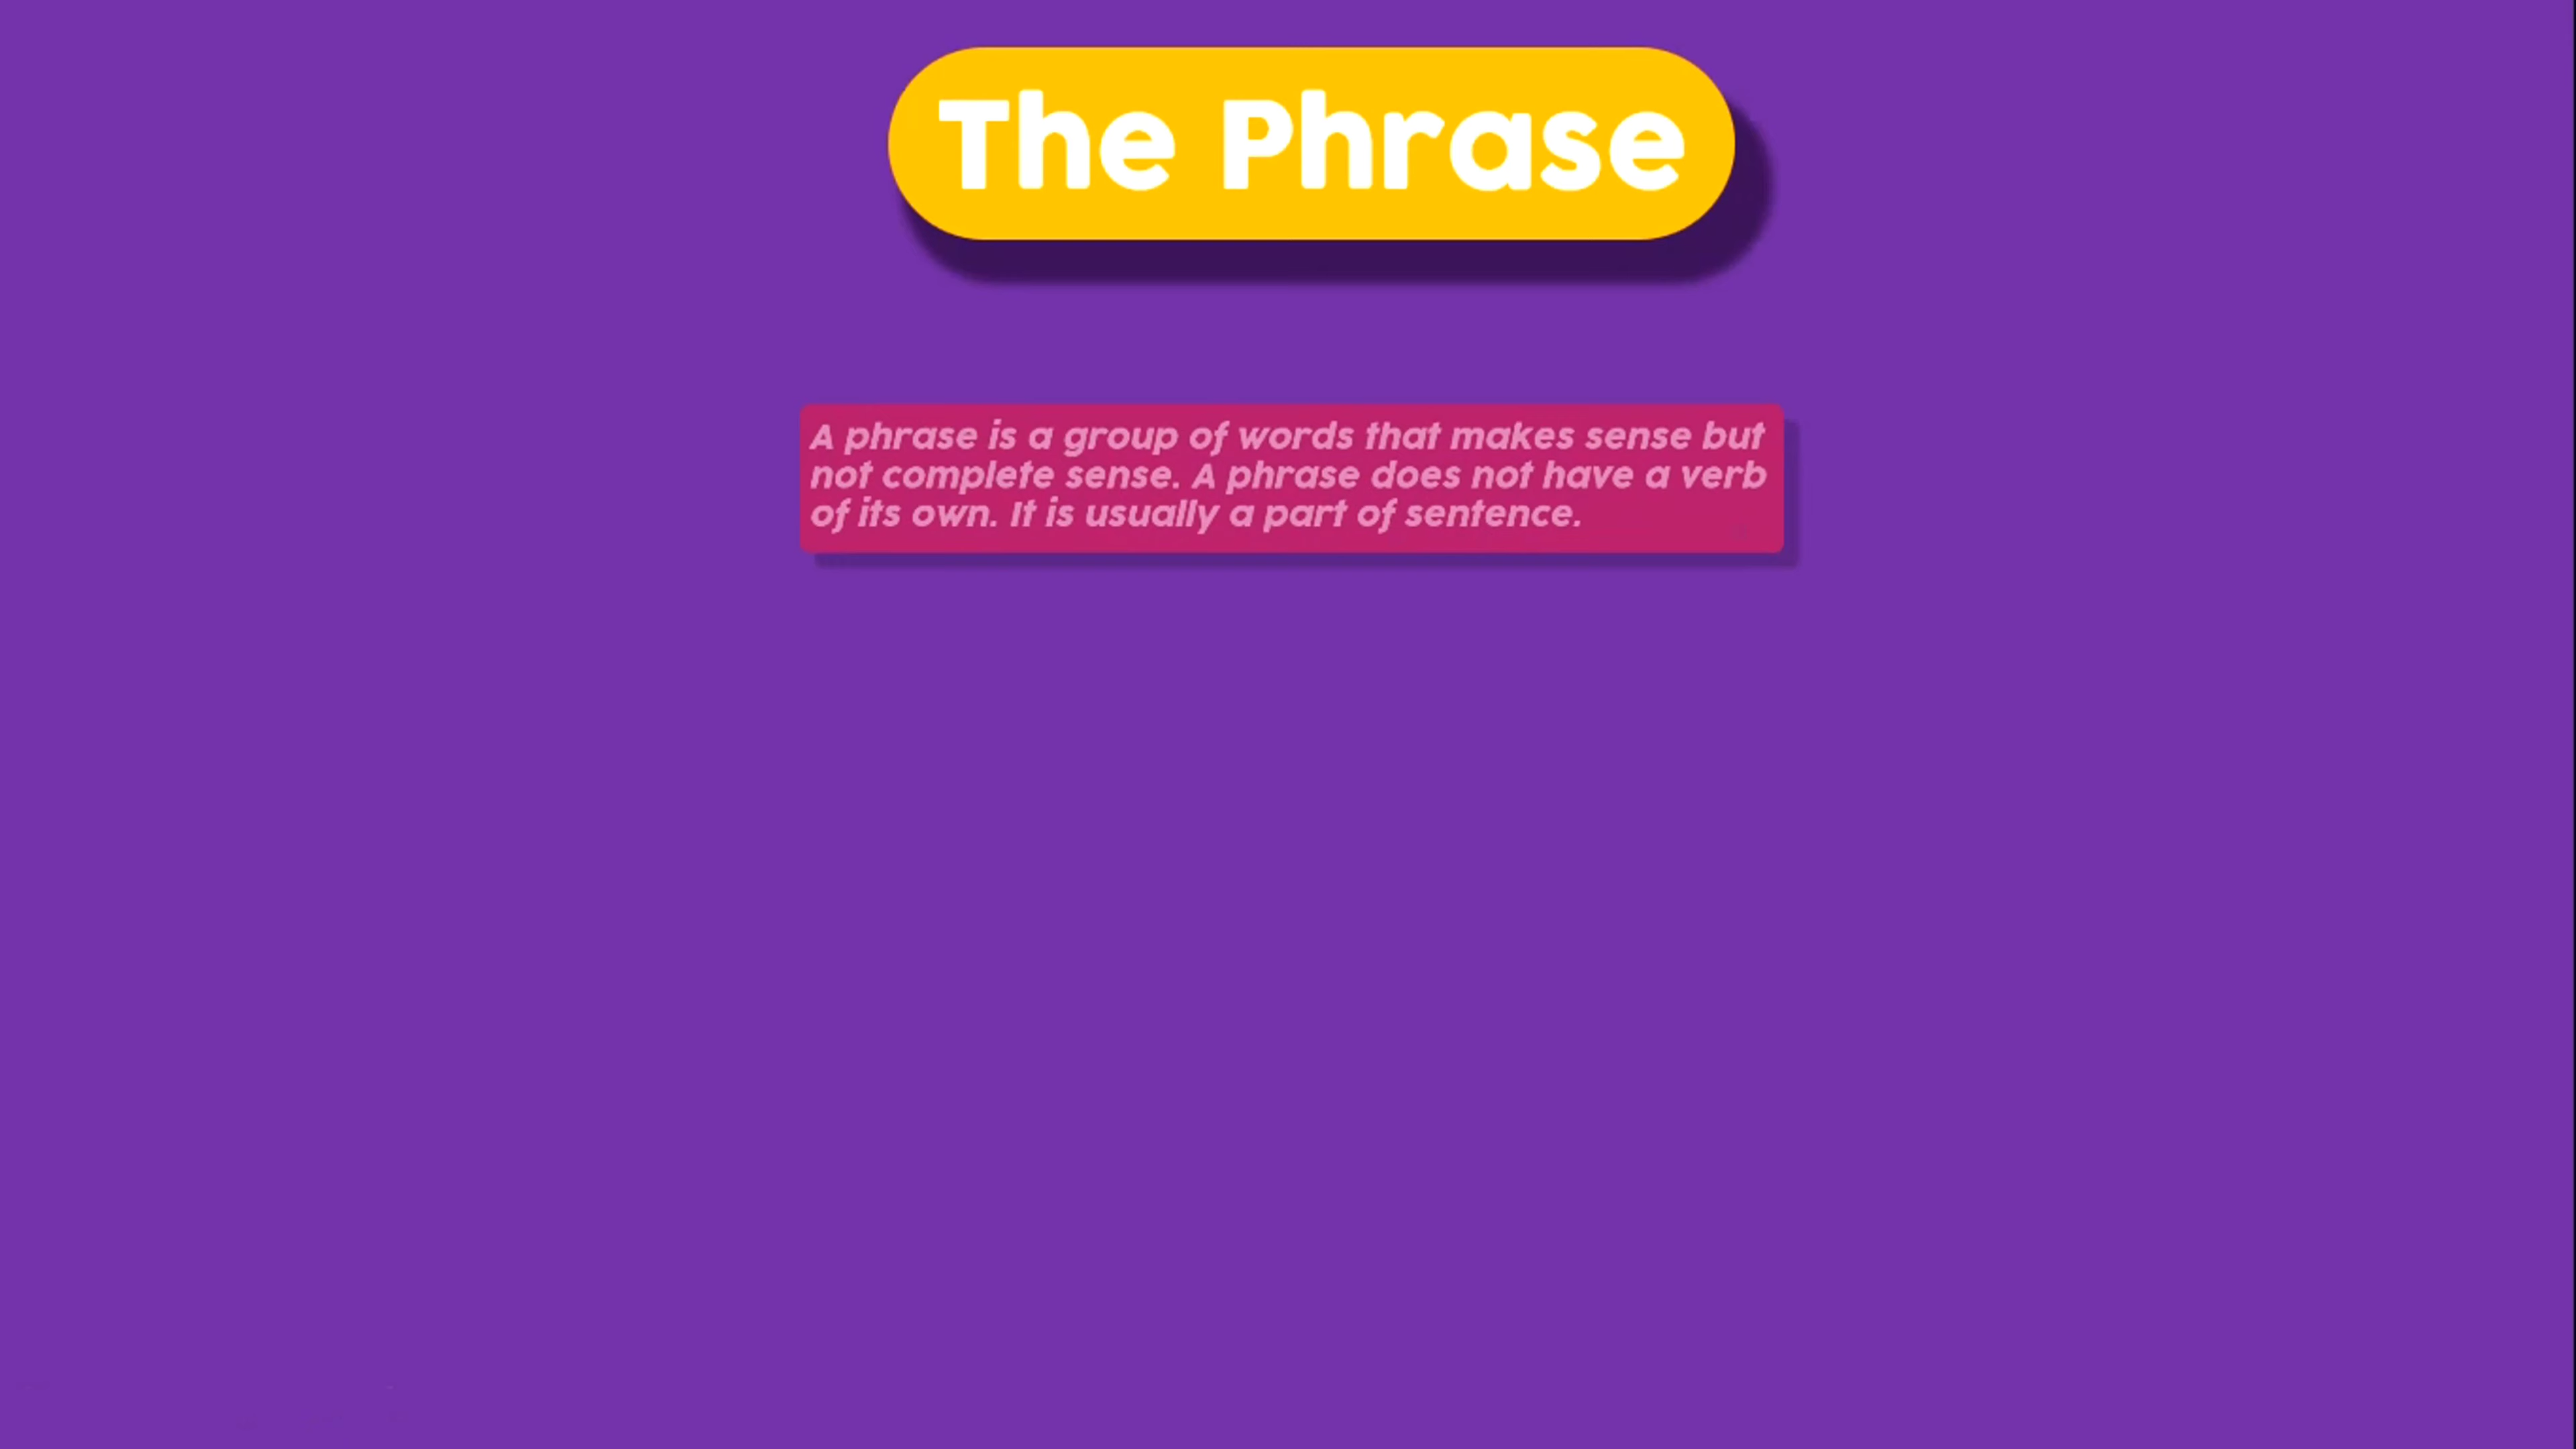 The Phrase
A phrase is a group of words that makes sense but
not complete sense. A phrase does not have a verb
of its own. It is usually a part of sentence.